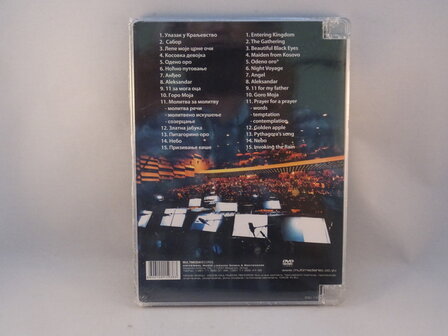 1. Улазак у Краљевство
2. Сабор
3. Лепе моје црне очи
4. Косовка девојка
5. Одено оро
6. Ноћно путовање
7. Анђео
8. Aleksandar
9. 11 за мога оца
10. Горо Моја
11. Молитва за молитву
- молитва речи
- молитвено искушење
- созерцање
12. Златна јабука
13. Питагорино оро
14. Небо
15. Призивање кише
1. Entering Kingdom
2. The Gathering
3. Beautiful Black Eyes
4. Maiden from Kosovo
5. Odeno oro*
6. Night Voyage
7. Angel
8. Aleksandar
9. 11 for my father
10. Goro Moja
11. Prayer for a prayer
- words
- temptation
- contemplation
12. Golden apple
13. Pythagora's song
14. Nebo
15. Invoking the Rain
DVD